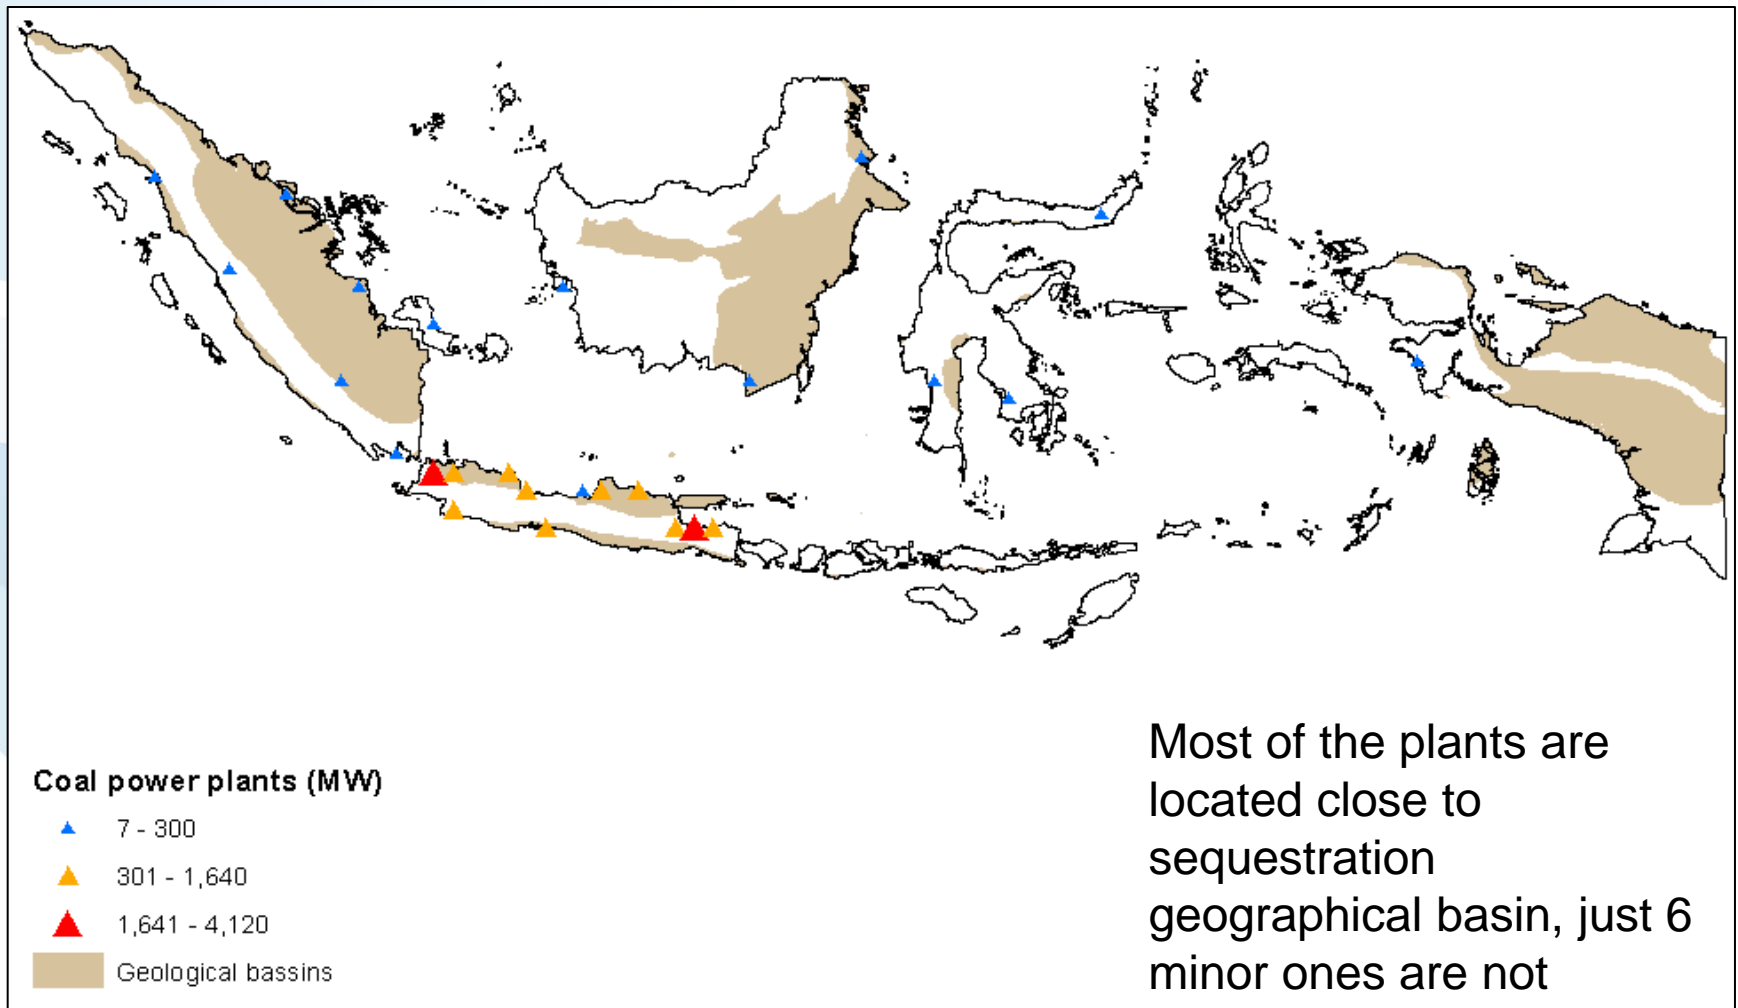 Coal power plants (MW)
7 - 300
301 - 1,640
1,641 - 4,120
Geological bassins
Most of the plants are
located close to
sequestration
geographical basin, just 6
minor ones are not